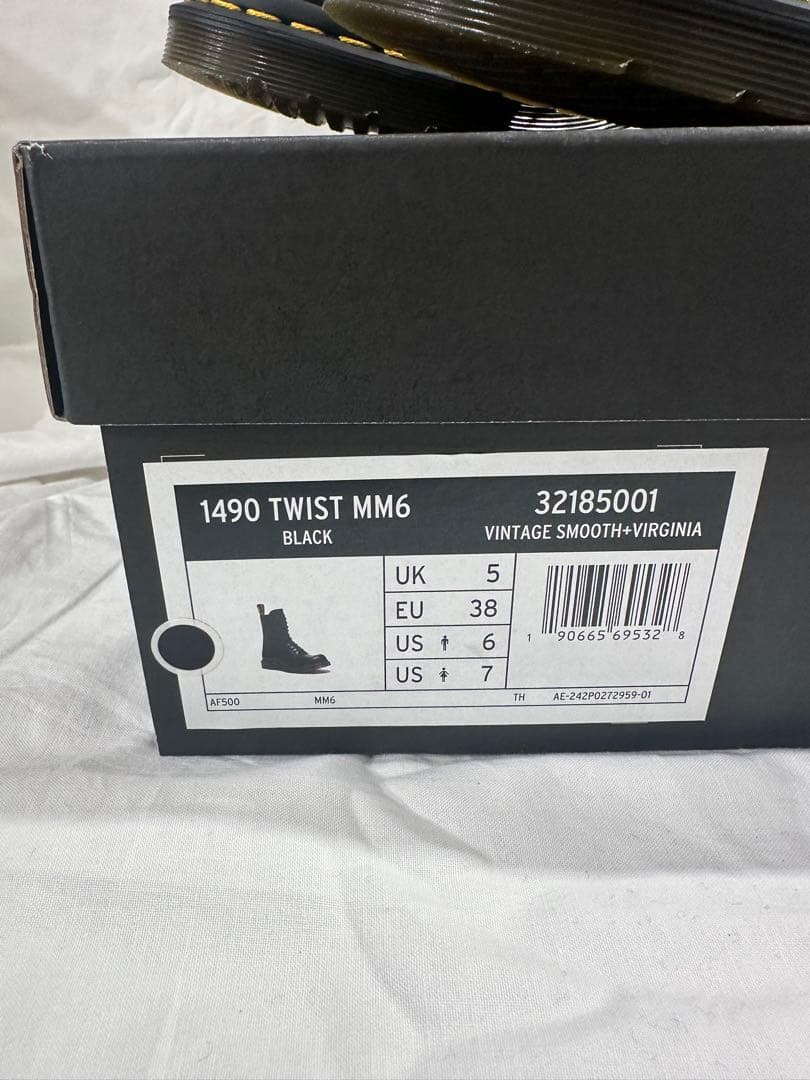 1490 TWIST MM6
BLACK
32185001
VINTAGE SMOOTH+VIRGINIA
UK 5
EU 38
US 6
US 7
1 90665 69532 8
AF500 MM6 TH AE-242P0272959-01